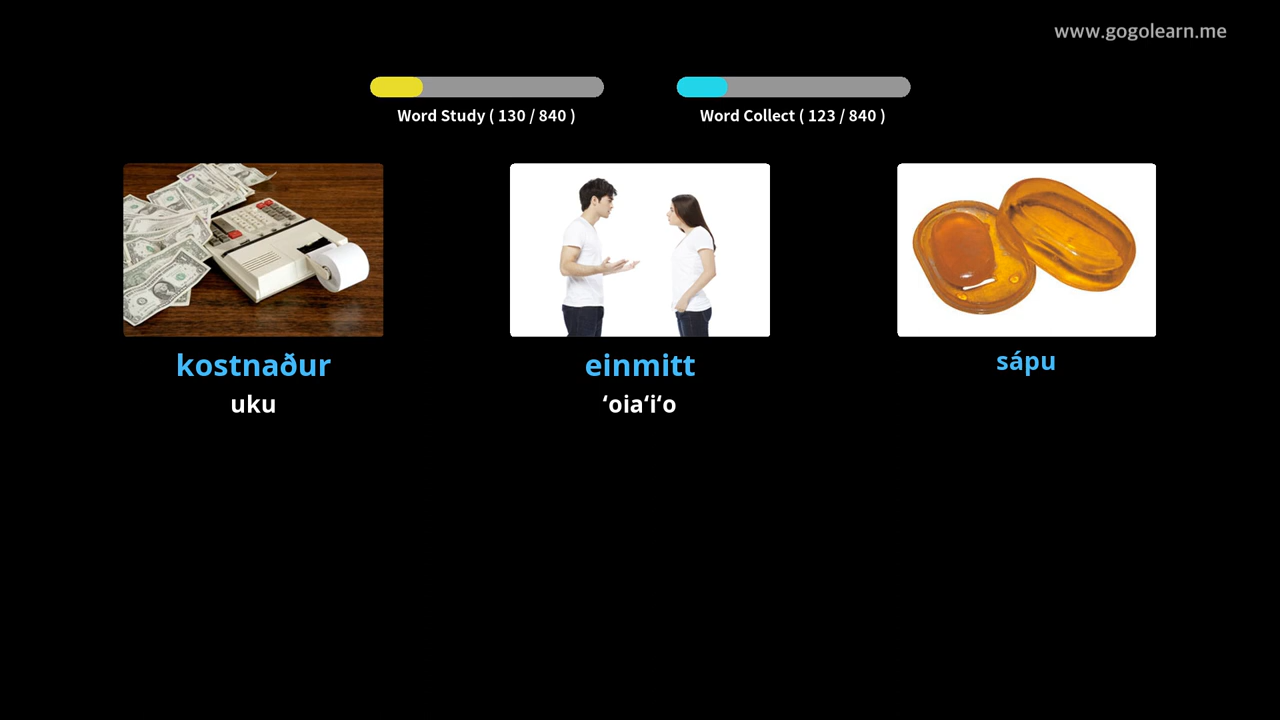 www.gogolearn.me
Word Study ( 130 / 840 )
Word Collect ( 123 / 840 )
kostnaður
uku
einmitt
ʻoiaʻiʻo
sápu